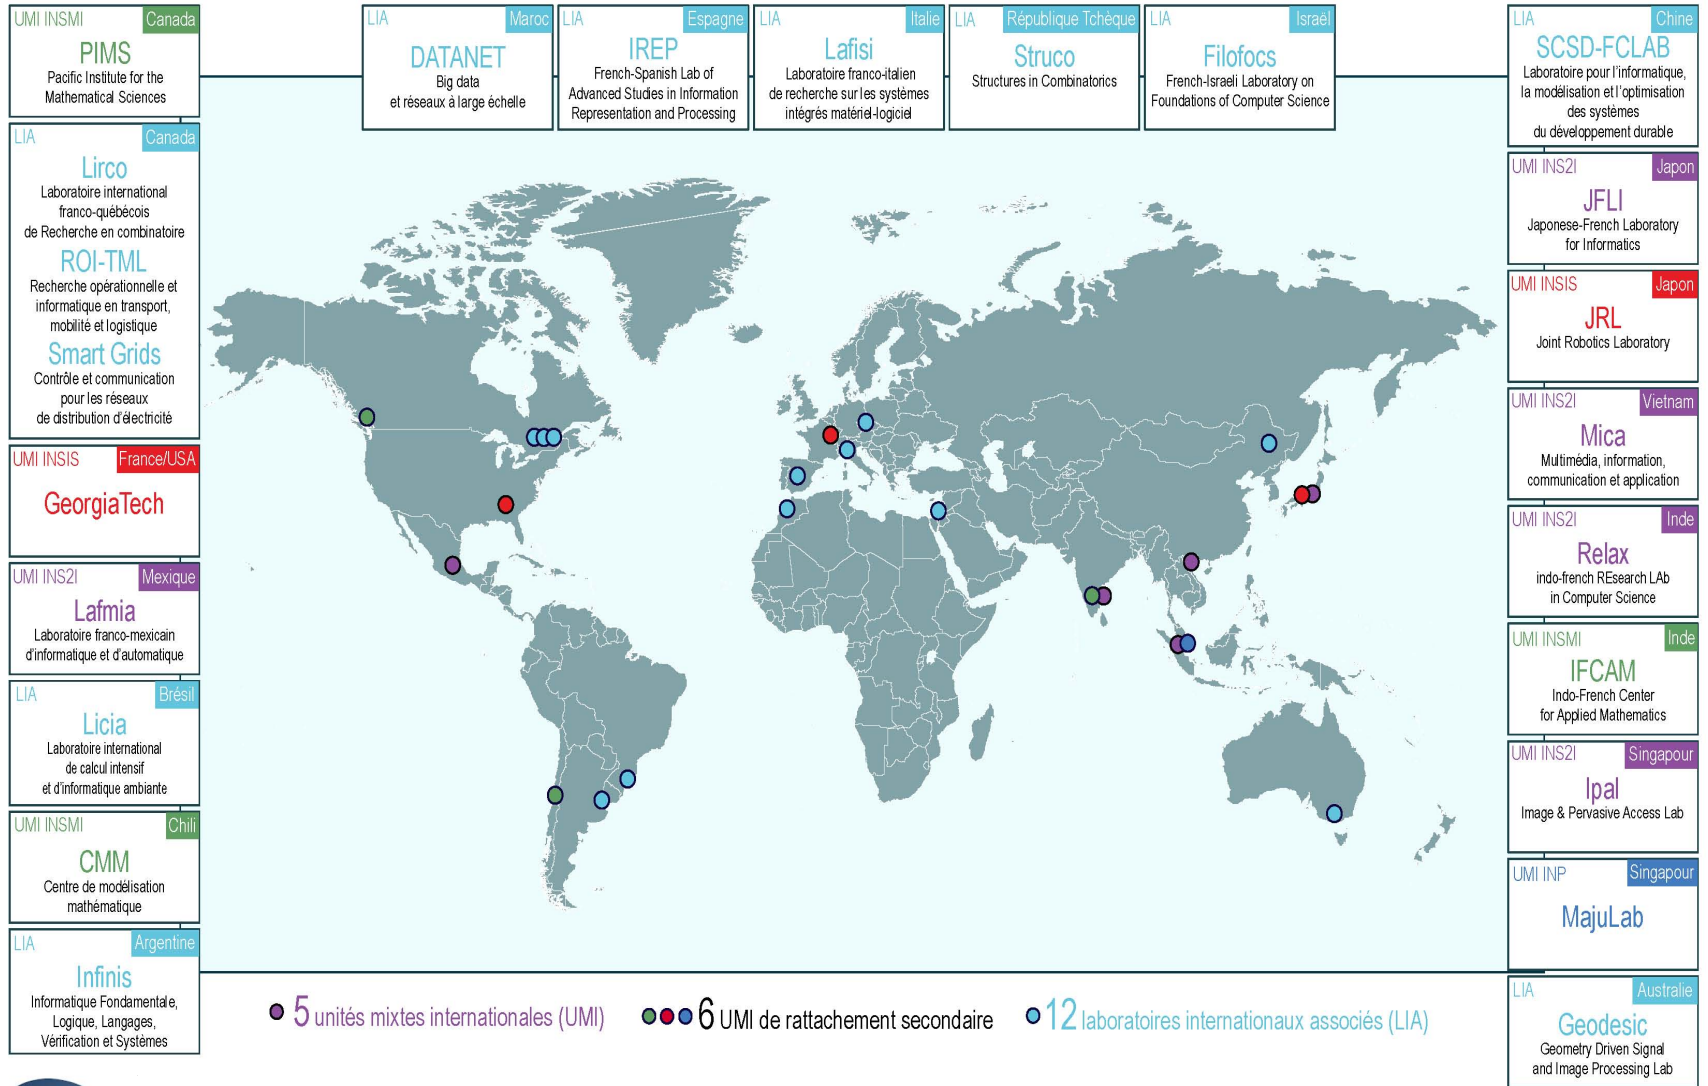 UMI INSMI Canada
PIMS
Pacific Institute for the
Mathematical Sciences
LIA Canada
Lirco
Laboratoire international
franco-québécois
de Recherche en combinatoire
ROI-TML
Recherche opérationnelle et
informatique en transport,
mobilité et logistique
Smart Grids
Contrôle et communication
pour les réseaux
de distribution d'électricité
UMI INSIS France/USA
GeorgiaTech
UMI INS2I Mexique
Lafmia
Laboratoire franco-mexicain
d'informatique et d'automatique
LIA Brésil
Licia
Laboratoire international
de calcul intensif
et d'informatique ambiante
UMI INSMI Chili
CMM
Centre de modélisation
mathématique
LIA Argentine
Infinis
Informatique Fondamentale,
Logique, Langages,
Vérification et Systèmes
LIA Maroc
DATANET
Big data
et réseaux à large échelle
LIA Espagne
IREP
French-Spanish Lab of
Advanced Studies in Information
Representation and Processing
LIA Italie
Lafisi
Laboratoire franco-italien
de recherche sur les systèmes
intégrés matériel-logiciel
LIA République Tchèque
Struco
Structures in Combinatorics
LIA Israël
Filofocs
French-Israeli Laboratory on
Foundations of Computer Science
LIA Chine
SCSD-FCLAB
Laboratoire pour l'informatique,
la modélisation et l'optimisation
des systèmes
du développement durable
UMI INS2I Japon
JFLI
Japonese-French Laboratory
for Informatics
UMI INSIS Japon
JRL
Joint Robotics Laboratory
UMI INS2I Vietnam
Mica
Multimédia, information,
communication et application
UMI INS2I Inde
Relax
indo-french REsearch LAb
in Computer Science
UMI INSMI Inde
IFCAM
Indo-French Center
for Applied Mathematics
UMI INS2I Singapour
Ipal
Image & Pervasive Access Lab
UMI INP Singapour
MajuLab
LIA Australie
Geodesic
Geometry Driven Signal
and Image Processing Lab
5 unités mixtes internationales (UMI)
6 UMI de rattachement secondaire
12 laboratoires internationaux associés (LIA)